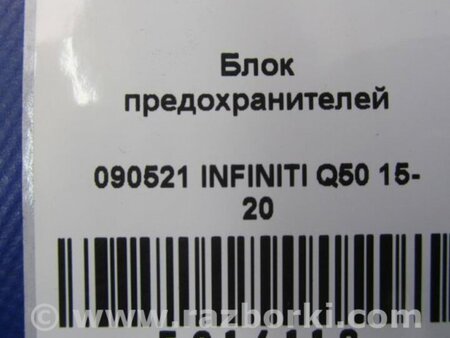 Блок
предохранителей
090521 INFINITI Q50 15-
20
© www.razborki.com